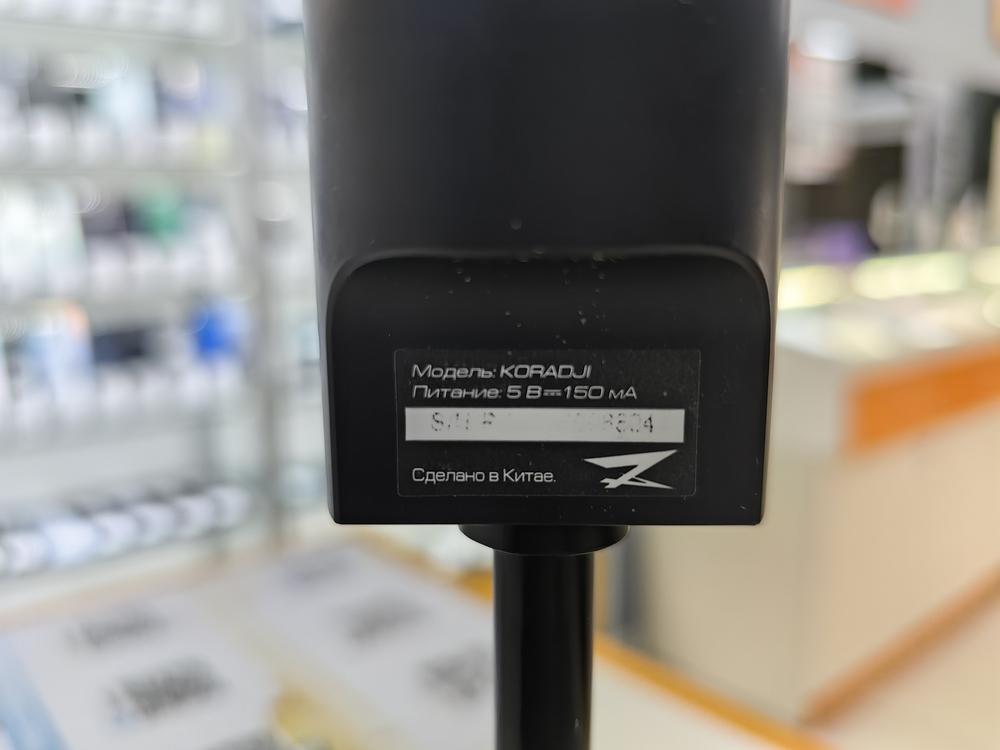 Модель: KORADJI
Питание: 5 В⎓150 мА
Сделано в Китае.